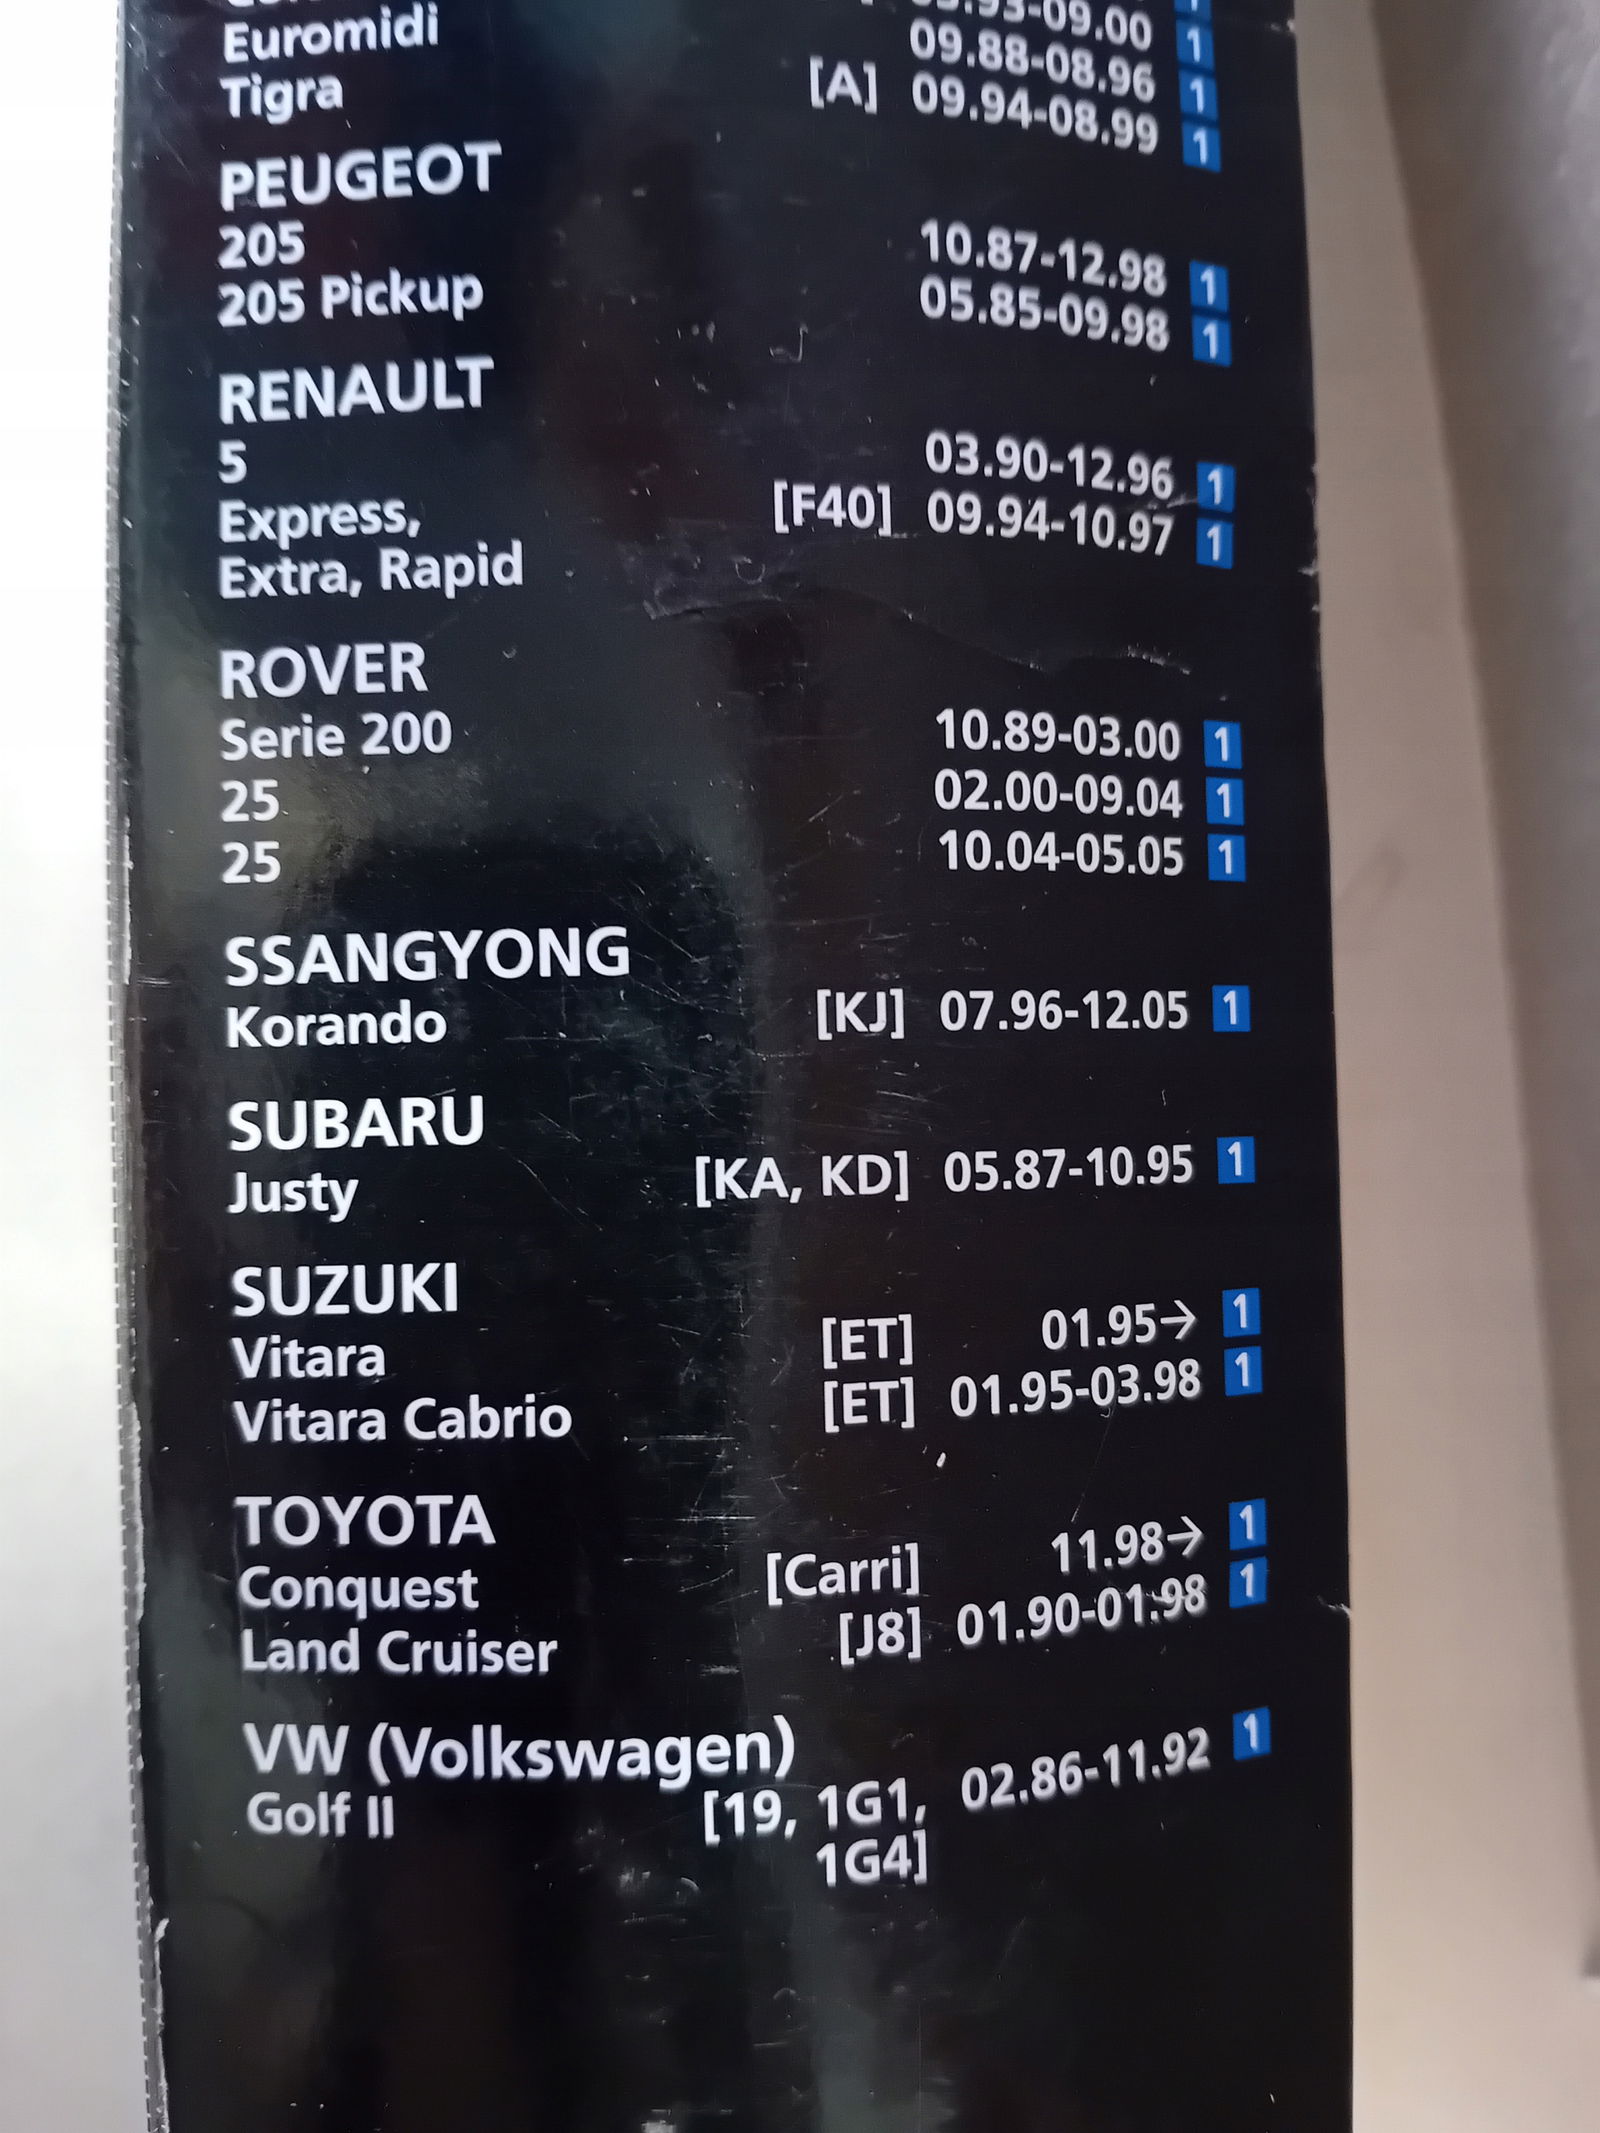 09.00 1
Euromidi 09.88-08.96 1
Tigra [A] 09.94-08.99 1
PEUGEOT
205 10.87-12.98 1
205 Pickup 05.85-09.98 1
RENAULT
5 03.90-12.96 1
Express, [F40] 09.94-10.97 1
Extra, Rapid
ROVER
Serie 200 10.89-03.00 1
25 02.00-09.04 1
25 10.04-05.05 1
SSANGYONG
Korando [KJ] 07.96-12.05 1
SUBARU
Justy [KA, KD] 05.87-10.95 1
SUZUKI
Vitara [ET] 01.95→ 1
Vitara Cabrio [ET] 01.95-03.98 1
TOYOTA
Conquest [Carri] 11.98→ 1
Land Cruiser [J8] 01.90-01.98 1
VW (Volkswagen)
Golf II [19, 1G1, 02.86-11.92 1
1G4]